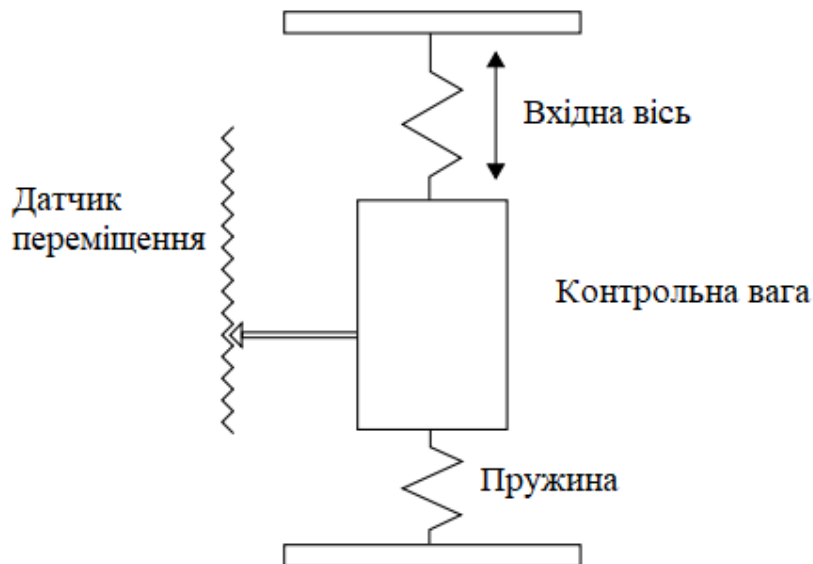 Вхідна вісь
Датчик
переміщення
Контрольна вага
Пружина